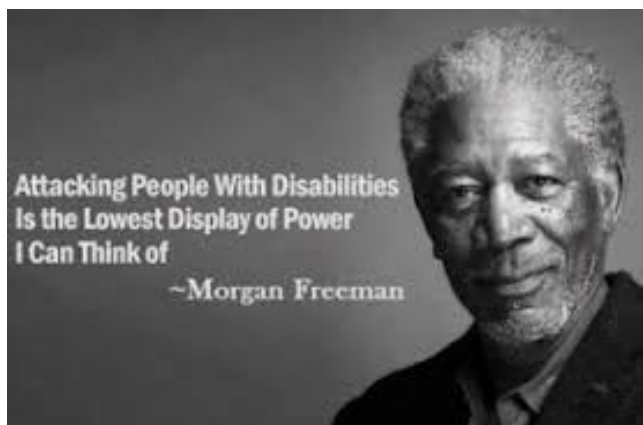 Attacking People With Disabilities
Is the Lowest Display of Power
I Can Think of
~Morgan Freeman